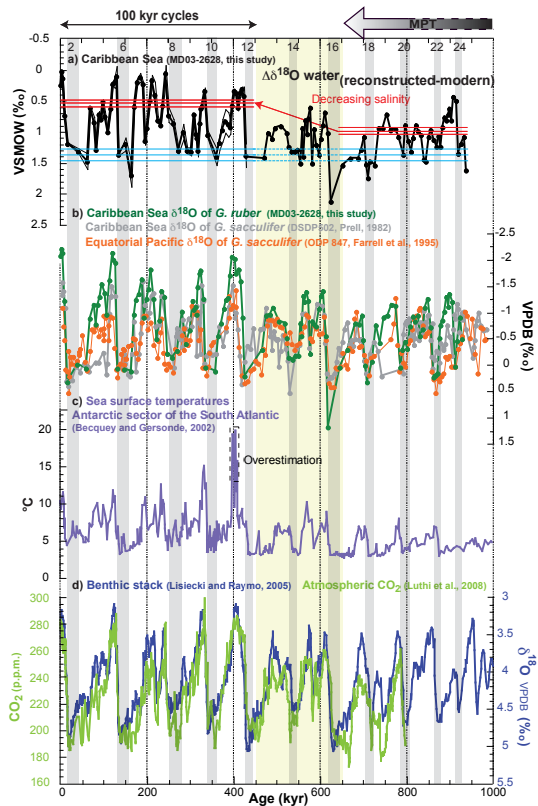 100 kyr cycles
MPT
2 4 6 8 10 12 14 16 18 20 22 24
-0.5
0
0.5
1.0
1.5
2.0
2.5
VSMOW (‰)
a) Caribbean Sea (MD03-2628, this study)
Δδ18O water (reconstructed-modern)
Decreasing salinity
b) Caribbean Sea δ18O of G. ruber (MD03-2628, this study)
Caribbean Sea δ18O of G. sacculifer (DSDP502, Prell, 1982)
Equatorial Pacific δ18O of G. sacculifer (ODP 847, Farrell et al., 1995)
-2.5
-2
-1.5
-1
-0.5
0
0.5
1
1.5
VPDB (‰)
c) Sea surface temperatures
Antarctic sector of the South Atlantic
(Becquey and Gersonde, 2002)
Overestimation
20
15
10
5
0
°C
d) Benthic stack (Lisiecki and Raymo, 2005)
Atmospheric CO2 (Luthi et al., 2008)
300
280
260
240
220
200
180
160
CO2 (p.p.m.)
3
3.5
4
4.5
5
δ18O VPDB (‰)
0 200 400 600 800 1000
Age (kyr)